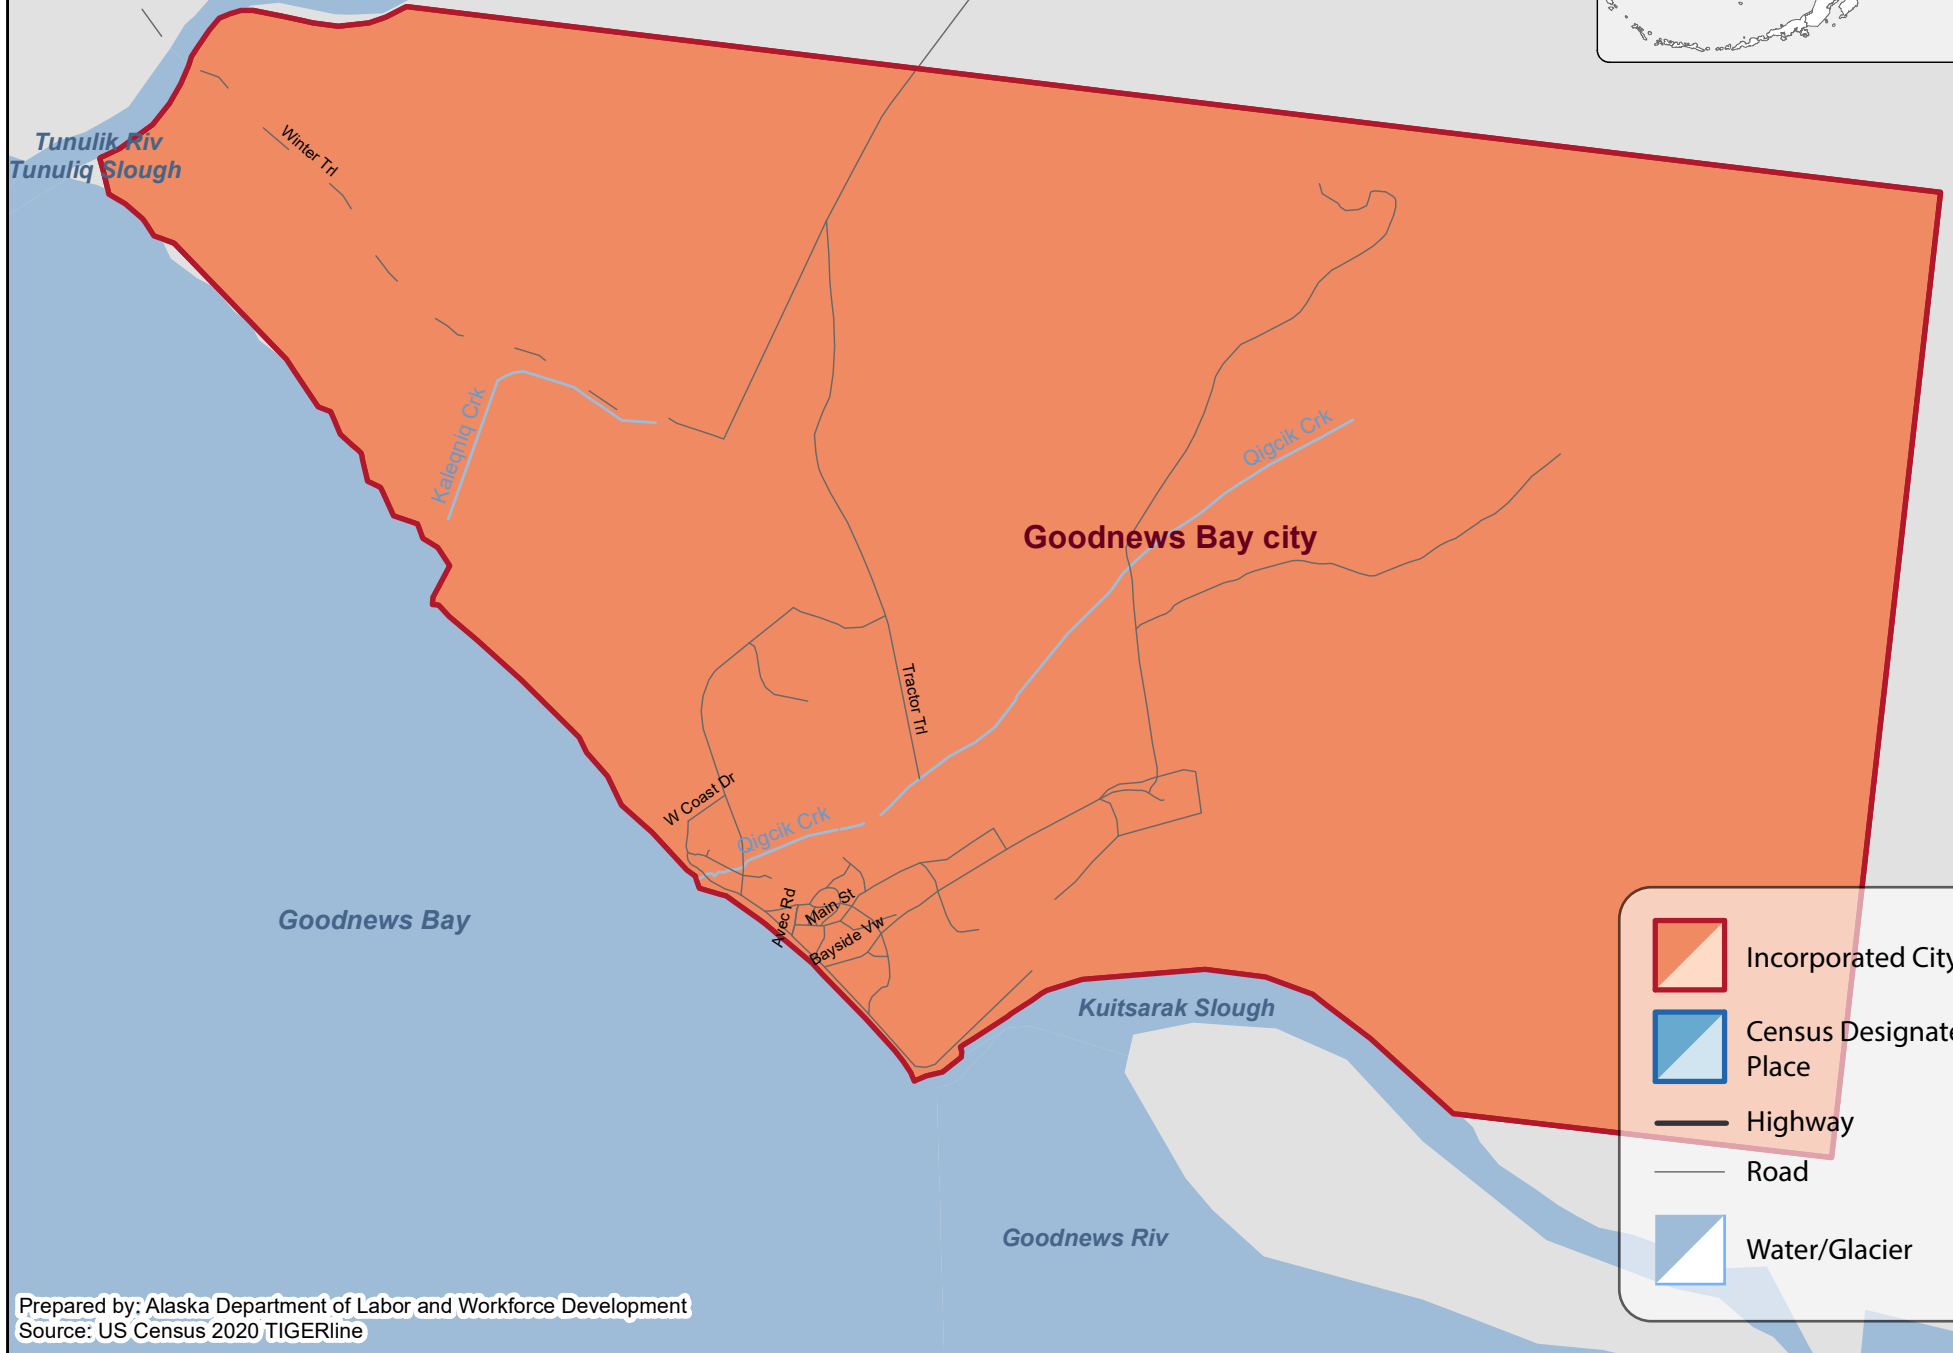 Tunulik Riv
Tunuliq Slough
Winter Trl
Kaleqniq Crk
Qigcik Crk
Goodnews Bay city
Tractor Trl
W Coast Dr
Qigcik Crk
Avec Rd
Main St
Bayside Vw
Goodnews Bay
Kuitsarak Slough
Goodnews Riv
Incorporated City
Census Designate
Place
Highway
Road
Water/Glacier
Prepared by: Alaska Department of Labor and Workforce Development
Source: US Census 2020 TIGERline